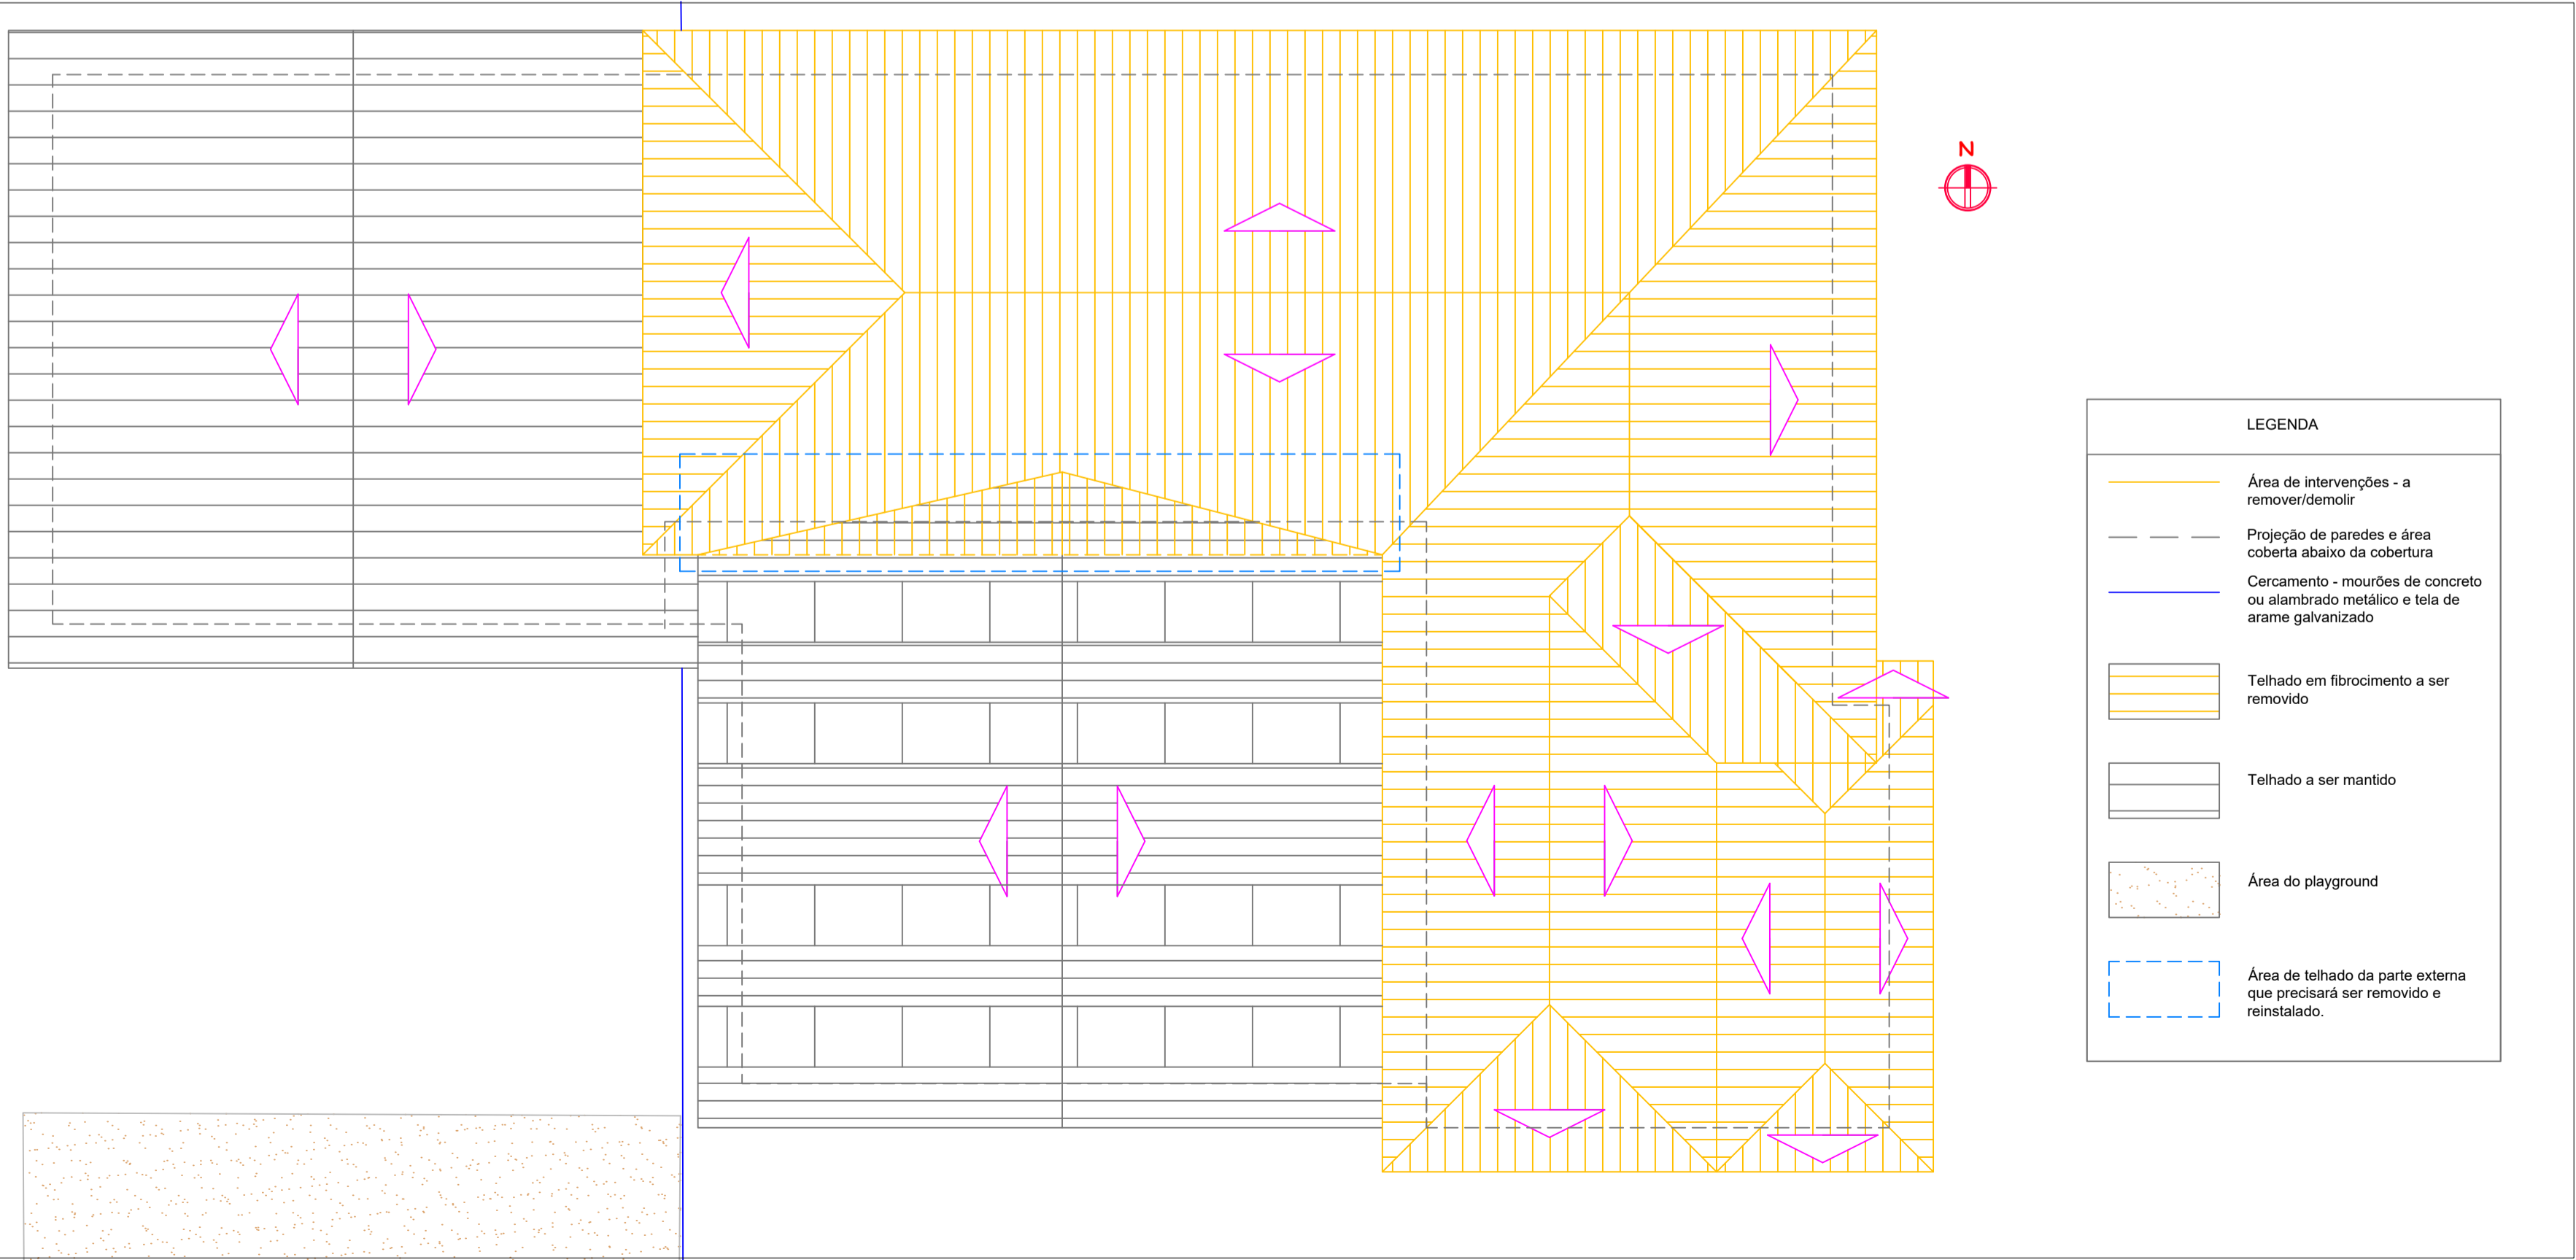 N
LEGENDA
Área de intervenções - a
remover/demolir
Projeção de paredes e área
coberta abaixo da cobertura
Cercamento - mourões de concreto
ou alambrado metálico e tela de
arame galvanizado
Telhado em fibrocimento a ser
removido
Telhado a ser mantido
Área do playground
Área de telhado da parte externa
que precisará ser removido e
reinstalado.